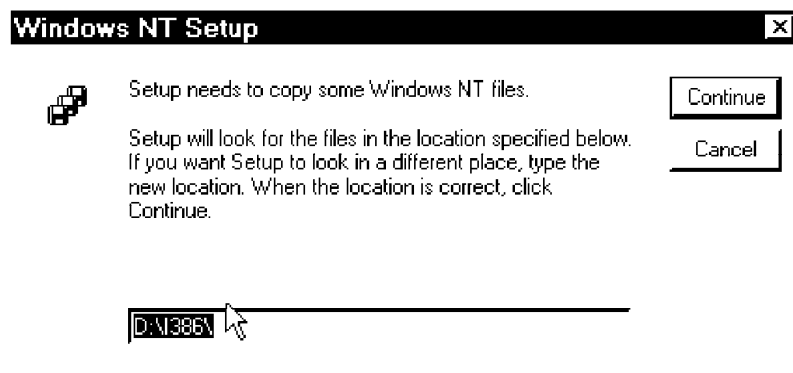 Windows NT Setup
Setup needs to copy some Windows NT files.
Continue
Setup will look for the files in the location specified below.
If you want Setup to look in a different place, type the
new location. When the location is correct, click
Continue.
Cancel
D:\I386\